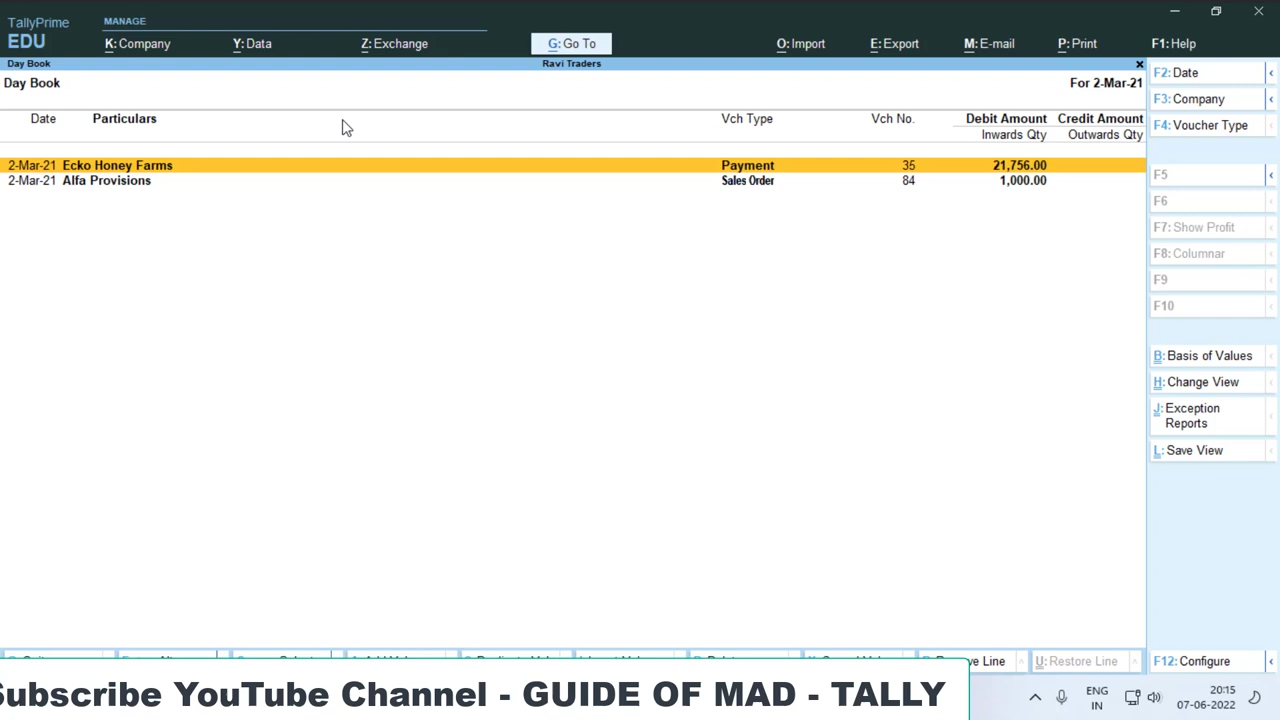 TallyPrime
EDU
MANAGE
K: Company
Y: Data
Z: Exchange
G: Go To
O: Import
E: Export
M: E-mail
P: Print
F1: Help
Day Book
Ravi Traders
Day Book
For 2-Mar-21
Date Particulars Vch Type Vch No. Debit Amount Credit Amount
Inwards Qty Outwards Qty
2-Mar-21 Ecko Honey Farms Payment 35 21,756.00
2-Mar-21 Alfa Provisions Sales Order 84 1,000.00
F2: Date
F3: Company
F4: Voucher Type
F5
F6
F7: Show Profit
F8: Columnar
F9
F10
B: Basis of Values
H: Change View
J: Exception
Reports
L: Save View
Line
U: Restore Line
F12: Configure
Subscribe YouTube Channel - GUIDE OF MAD - TALLY
ENG
IN
20:15
07-06-2022